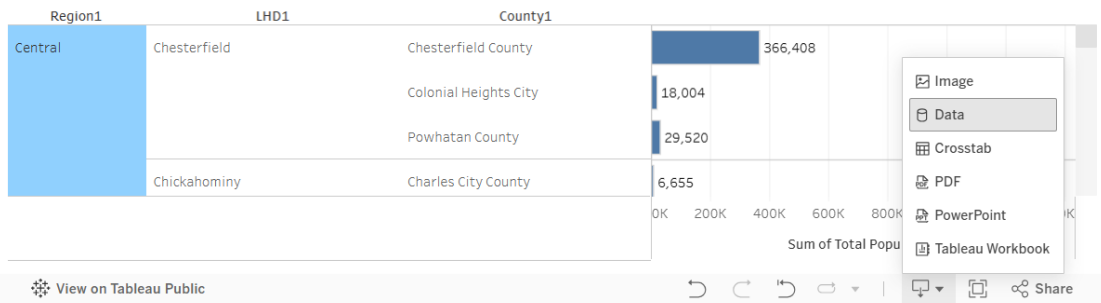 Region1 LHD1 County1
Central Chesterfield Chesterfield County 366,408
Image
Colonial Heights City 18,004
Data
Powhatan County 29,520
Crosstab
Chickahominy Charles City County 6,655
PDF
0K 200K 400K 600K 800K K
PowerPoint
Sum of Total Popu
Tableau Workbook
View on Tableau Public Share